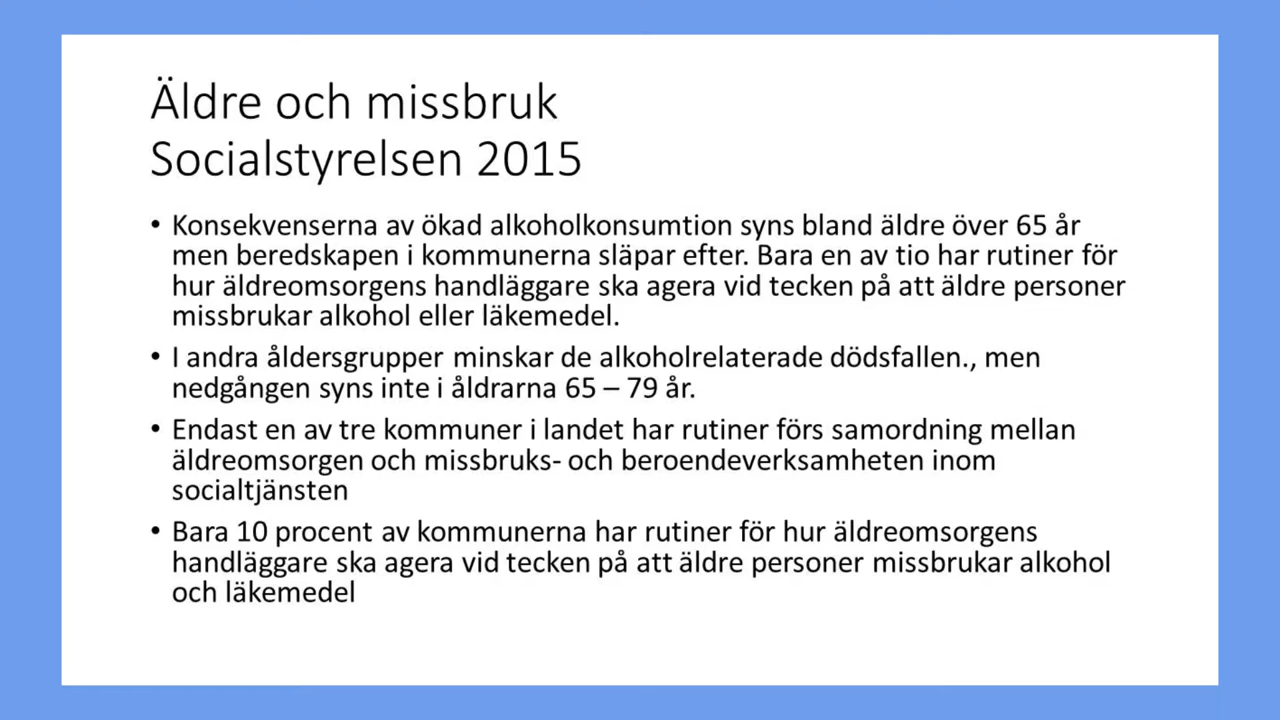 Äldre och missbruk
Socialstyrelsen 2015
• Konsekvenserna av ökad alkoholkonsumtion syns bland äldre över 65 år
men beredskapen i kommunerna släpar efter. Bara en av tio har rutiner för
hur äldreomsorgens handläggare ska agera vid tecken på att äldre personer
missbrukar alkohol eller läkemedel.
• I andra åldersgrupper minskar de alkoholrelaterade dödsfallen., men
nedgången syns inte i åldrarna 65 – 79 år.
• Endast en av tre kommuner i landet har rutiner förs samordning mellan
äldreomsorgen och missbruks- och beroendeverksamheten inom
socialtjänsten
• Bara 10 procent av kommunerna har rutiner för hur äldreomsorgens
handläggare ska agera vid tecken på att äldre personer missbrukar alkohol
och läkemedel